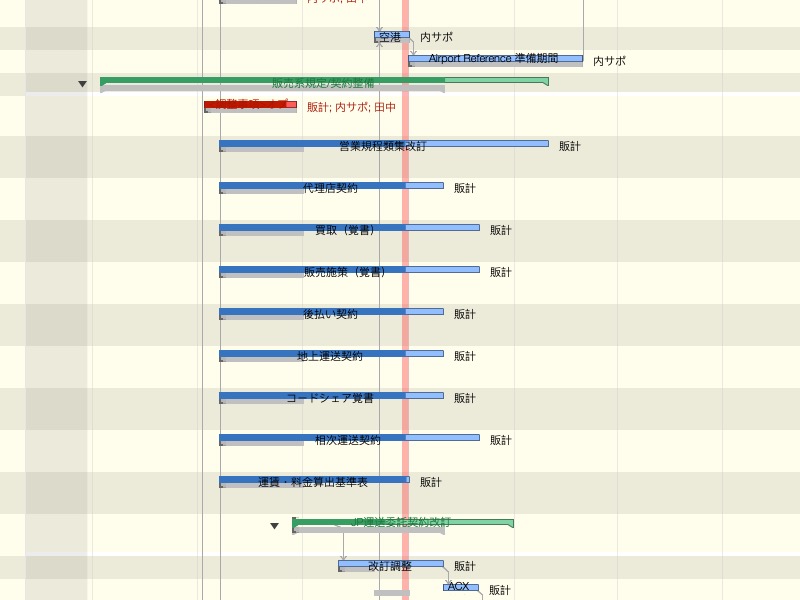 空港 内サポ
Airport Reference 準備期間 内サポ
販売系規定/契約整備
販計; 内サポ; 田中
営業規程類集改訂 販計
代理店契約 販計
買取（覚書） 販計
販売施策（覚書） 販計
後払い契約 販計
地上運送契約 販計
コードシェア覚書 販計
相次運送契約 販計
運賃・料金算出基準表 販計
JP運送委託契約改訂
改訂調整 販計
ACX 販計